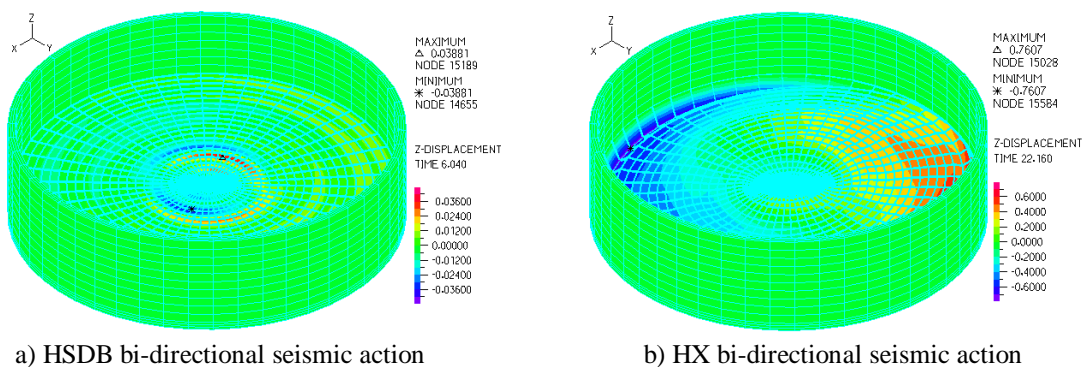 Z
X Y
MAXIMUM
Δ 0.03881
NODE 15189
MINIMUM
* -0.03881
NODE 14655
Z-DISPLACEMENT
TIME 6.040
0.03600
0.02400
0.01200
0.00000
-0.01200
-0.02400
-0.03600
a) HSDB bi-directional seismic action
Z
X Y
MAXIMUM
Δ 0.7607
NODE 15028
MINIMUM
* -0.7607
NODE 15584
Z-DISPLACEMENT
TIME 22.160
0.6000
0.4000
0.2000
0.0000
-0.2000
-0.4000
-0.6000
b) HX bi-directional seismic action